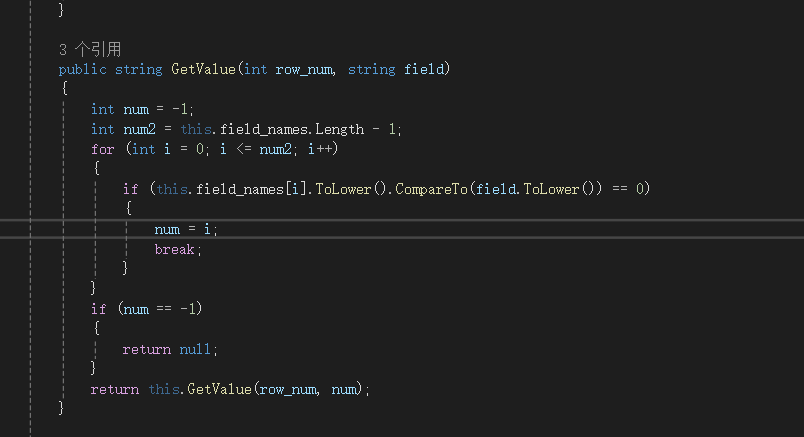 }
3 个引用
public string GetValue(int row_num, string field)
{
int num = -1;
int num2 = this.field_names.Length - 1;
for (int i = 0; i <= num2; i++)
{
if (this.field_names[i].ToLower().CompareTo(field.ToLower()) == 0)
{
num = i;
break;
}
}
if (num == -1)
{
return null;
}
return this.GetValue(row_num, num);
}